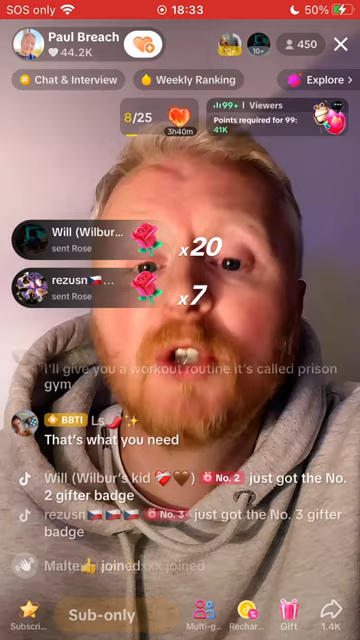 SOS only 18:33 50%
Paul Breach
44.2K
10+ 10+
450
Chat & Interview
Weekly Ranking
Explore >
8/25
3h40m
99+ | Viewers
Points required for 99:
41K
Will (Wilbur...
sent Rose
x20
rezusn 🇨🇿...
sent Rose
x7
I'll give you a workout routine it's called prison
gym
BBTI Ls🌶️✨
That's what you need
Will (Wilbur's kid ❤️‍🩹🤎) No. 2 just got the No.
2 gifter badge
rezusn🇨🇿🇨🇿🇨🇿 No. 3 just got the No. 3 gifter
badge
Malte👍 joined
Subscri...
Sub-only
Multi-g...
Rechar...
Gift
1.4K